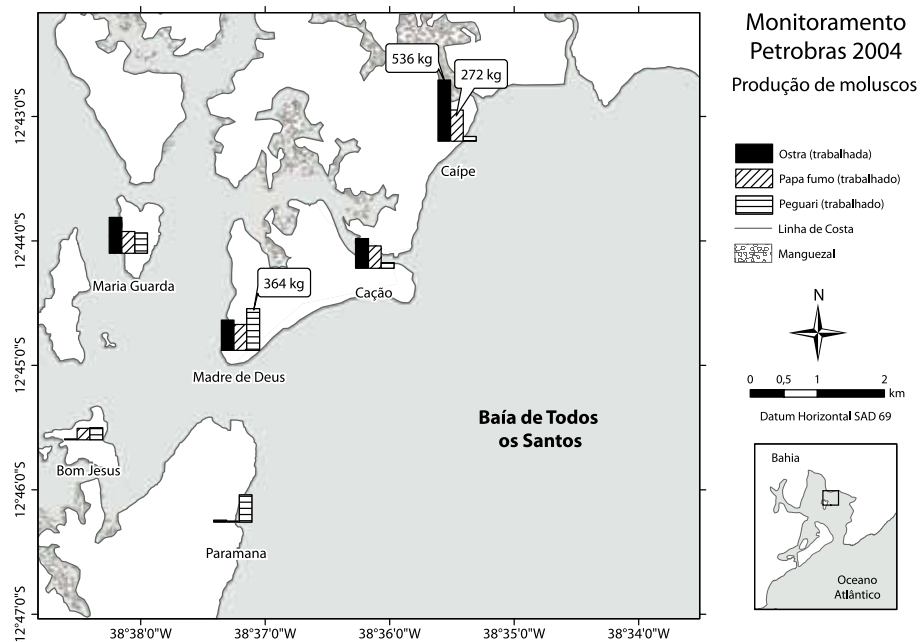 Monitoramento
Petrobras 2004
Produção de moluscos
Ostra (trabalhada)
Papa fumo (trabalhado)
Peguari (trabalhado)
Linha de Costa
Manguezal
N
0 0,5 1 2
km
Datum Horizontal SAD 69
Bahia
Oceano
Atlântico
536 kg
272 kg
Caípe
Maria Guarda
364 kg
Cação
Madre de Deus
Baía de Todos
os Santos
Bom Jesus
Paramana
12°43'0"S
12°44'0"S
12°45'0"S
12°46'0"S
12°47'0"S
38°38'0"W 38°37'0"W 38°36'0"W 38°35'0"W 38°34'0"W